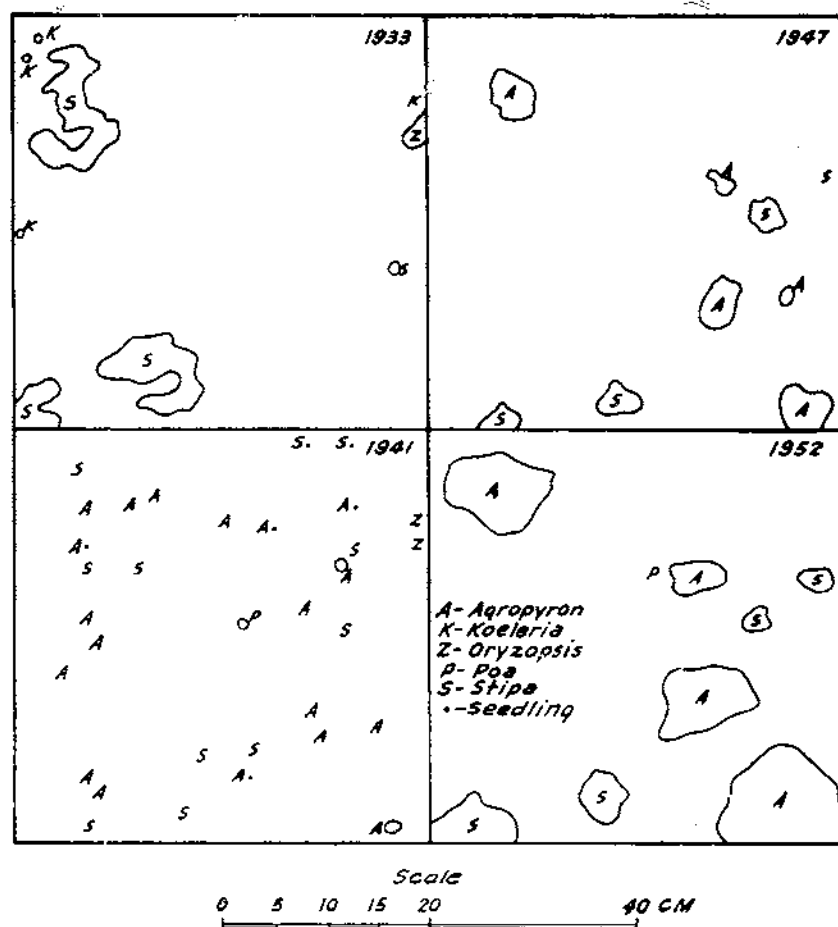 1933
K
K
S
K
Z
K
S
S
S
1947
A
A
S
S
A
A
S
S
A
1941
S. S.
S
A
A A
A A.
A.
Z
A.
S S
S
Z
A
A
P
A
S
A
A
A
A
A
S
S
A
A.
A
S
S
A
1952
A
P
A
S
S
A
S
S
A
A- Agropyron
K- Koeleria
Z- Oryzopsis
P- Poa
S- Stipa
•-Seedling
Scale
0 5 10 15 20 40 CM